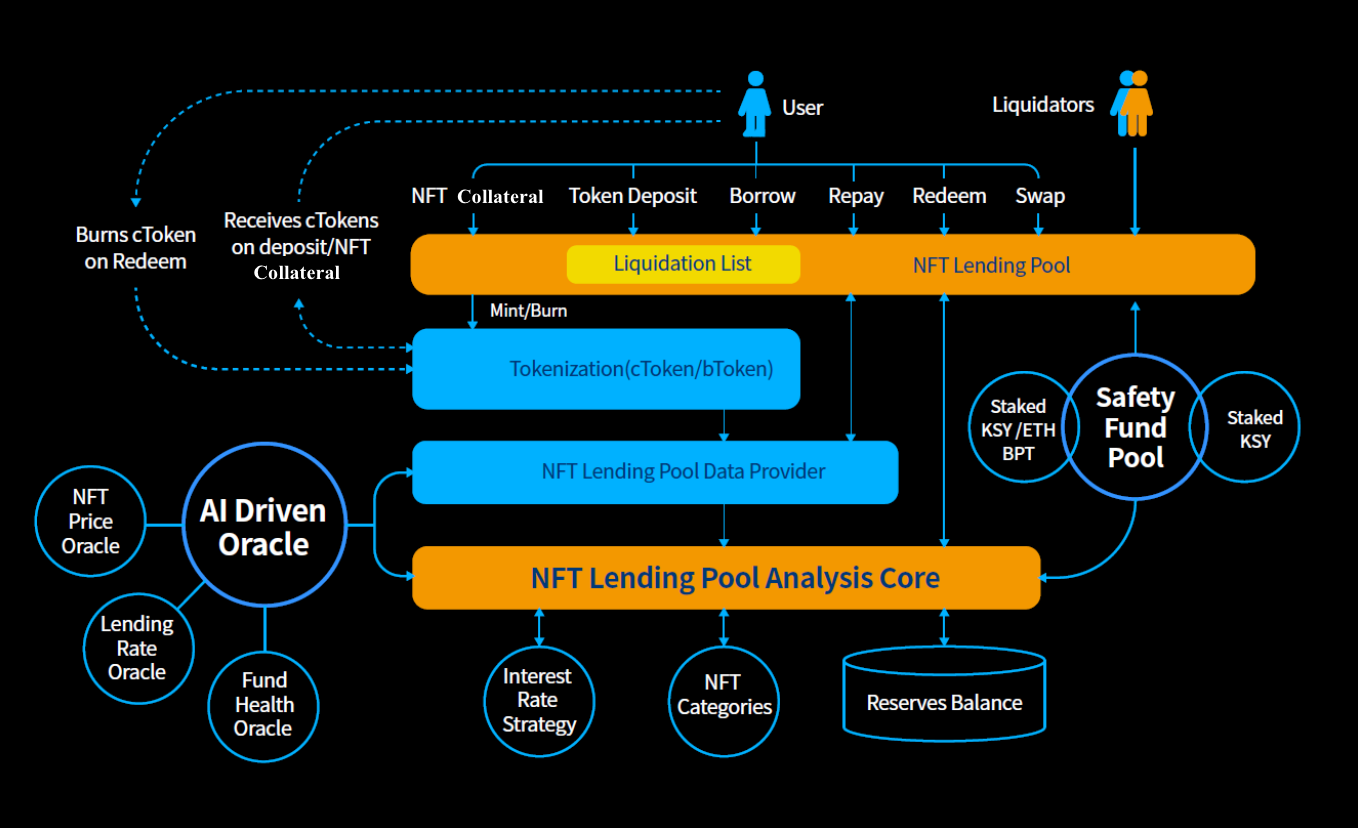 User
Liquidators
NFT Collateral
Token Deposit
Borrow
Repay
Redeem
Swap
Burns cToken
on Redeem
Receives cTokens
on deposit/NFT
Collateral
Liquidation List
NFT Lending Pool
Mint/Burn
Tokenization(cToken/bToken)
NFT Lending Pool Data Provider
Staked
KSY/ETH
BPT
Safety
Fund
Pool
Staked
KSY
NFT
Price
Oracle
AI Driven
Oracle
Lending
Rate
Oracle
Fund
Health
Oracle
NFT Lending Pool Analysis Core
Interest
Rate
Strategy
NFT
Categories
Reserves Balance